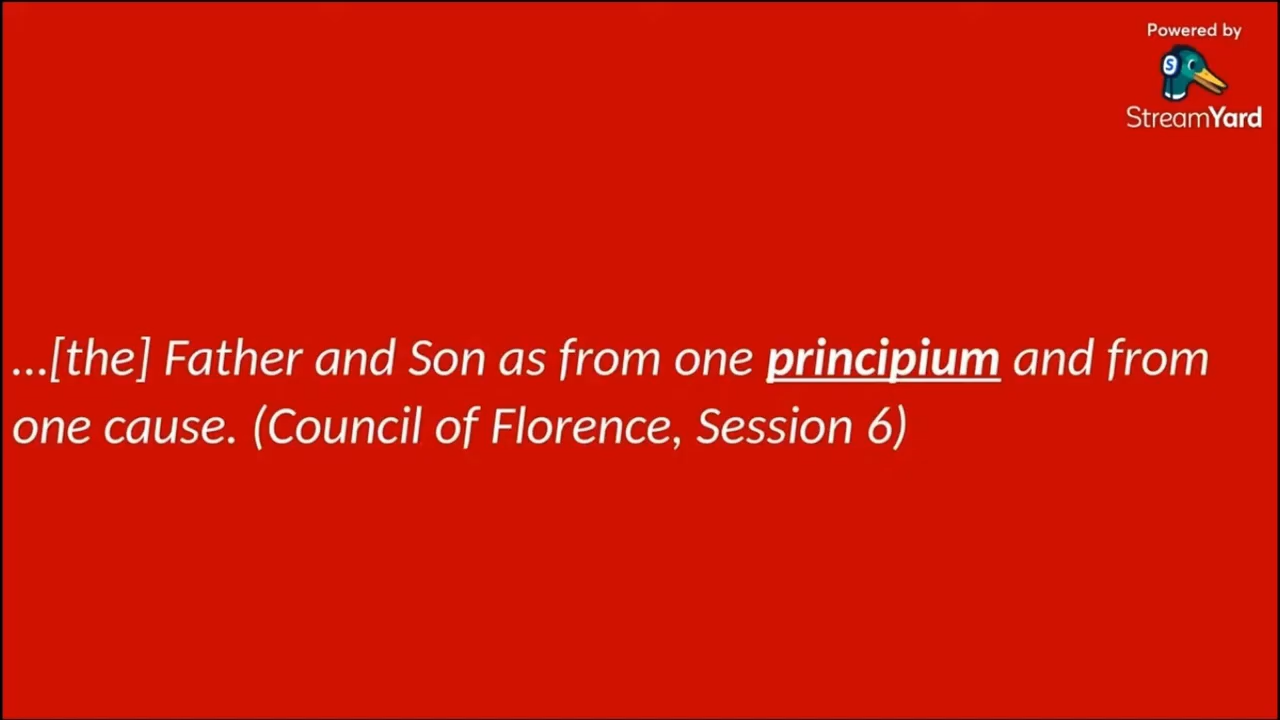 Powered by
S
StreamYard
...[the] Father and Son as from one principium and from
one cause. (Council of Florence, Session 6)